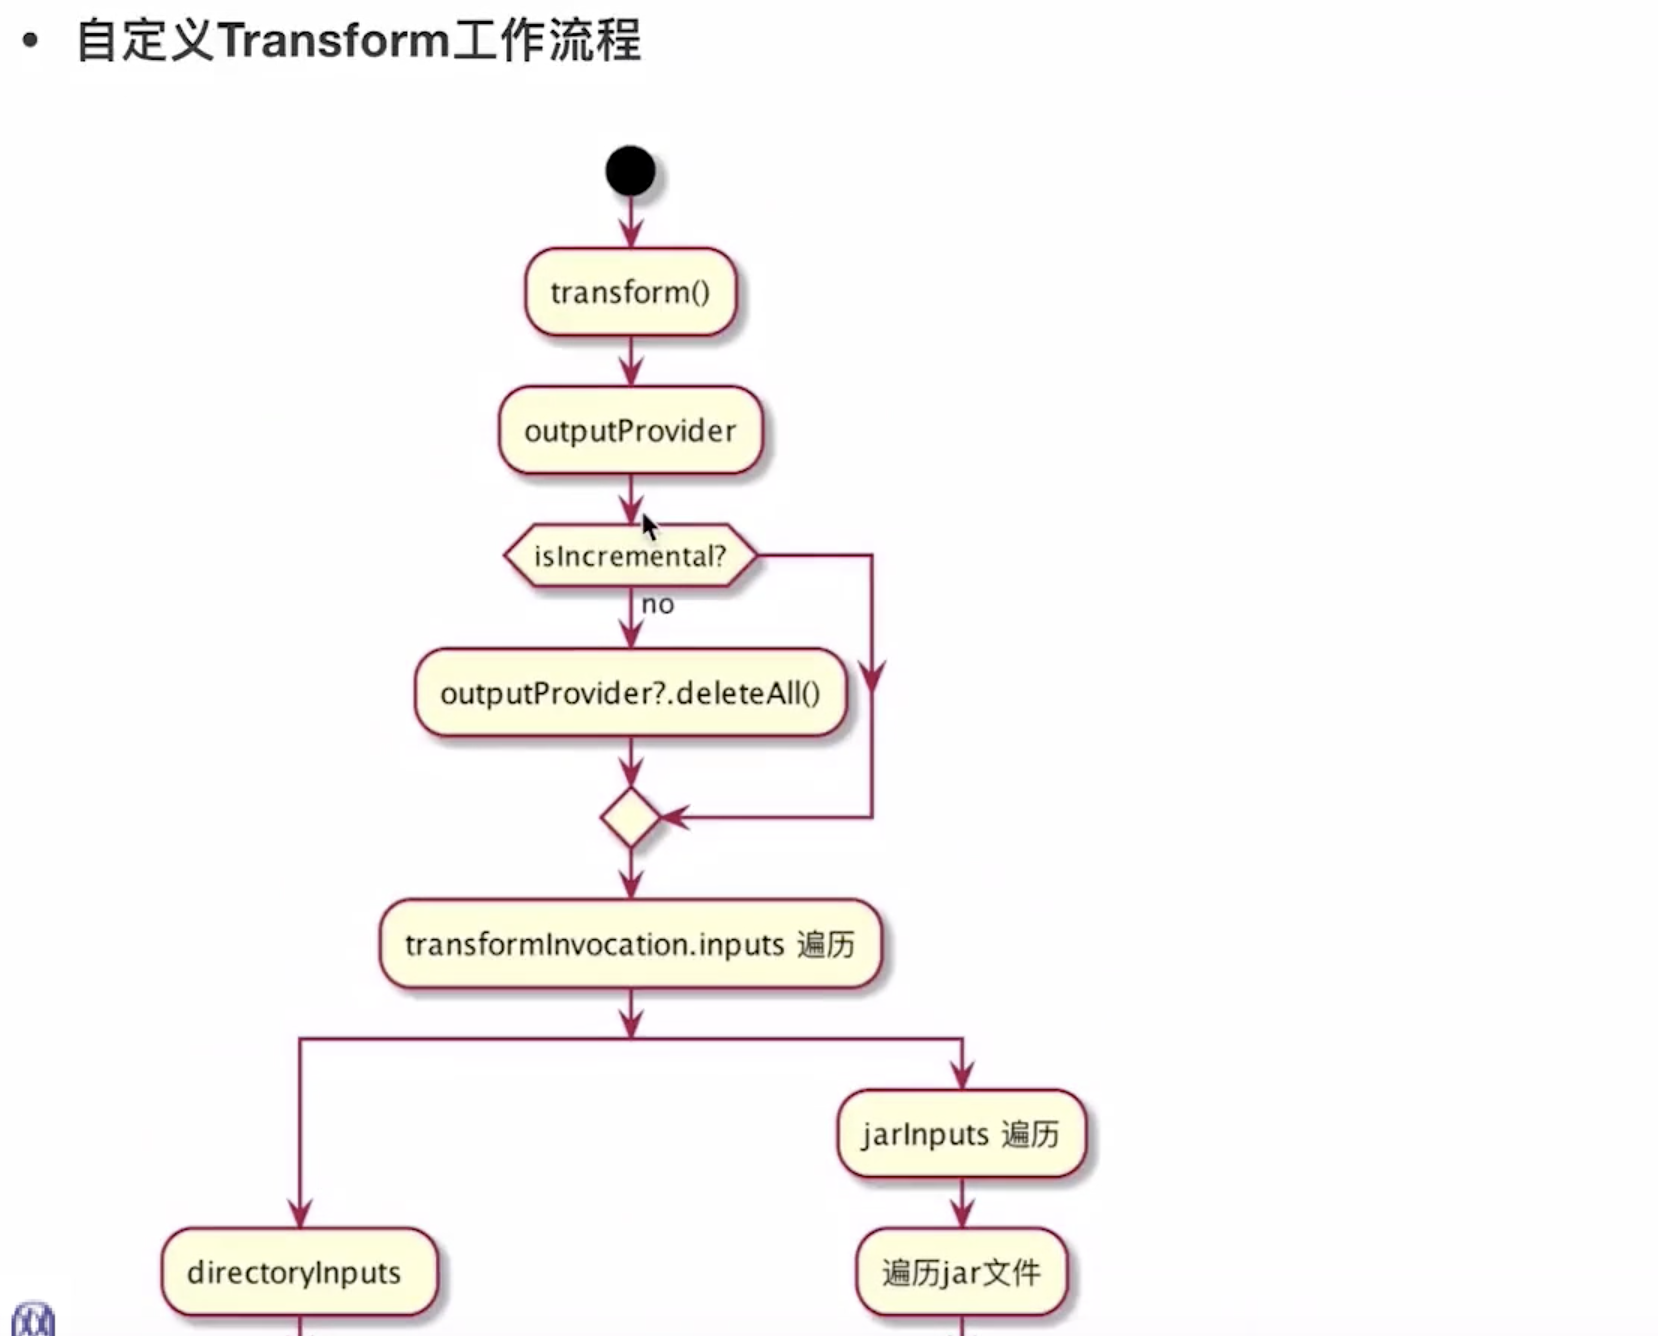 • 自定义Transform工作流程
transform()
outputProvider
isIncremental?
no
outputProvider?.deleteAll()
transformInvocation.inputs 遍历
jarInputs 遍历
directoryInputs
遍历jar文件